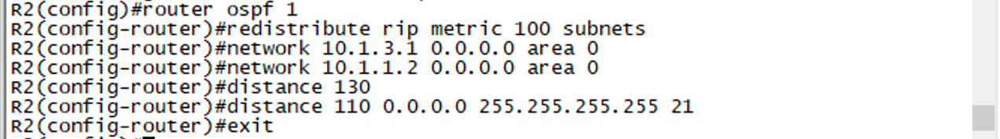 R2(config)#router ospf 1
R2(config-router)#redistribute rip metric 100 subnets
R2(config-router)#network 10.1.3.1 0.0.0.0 area 0
R2(config-router)#network 10.1.1.2 0.0.0.0 area 0
R2(config-router)#distance 130
R2(config-router)#distance 110 0.0.0.0 255.255.255.255 21
R2(config-router)#exit